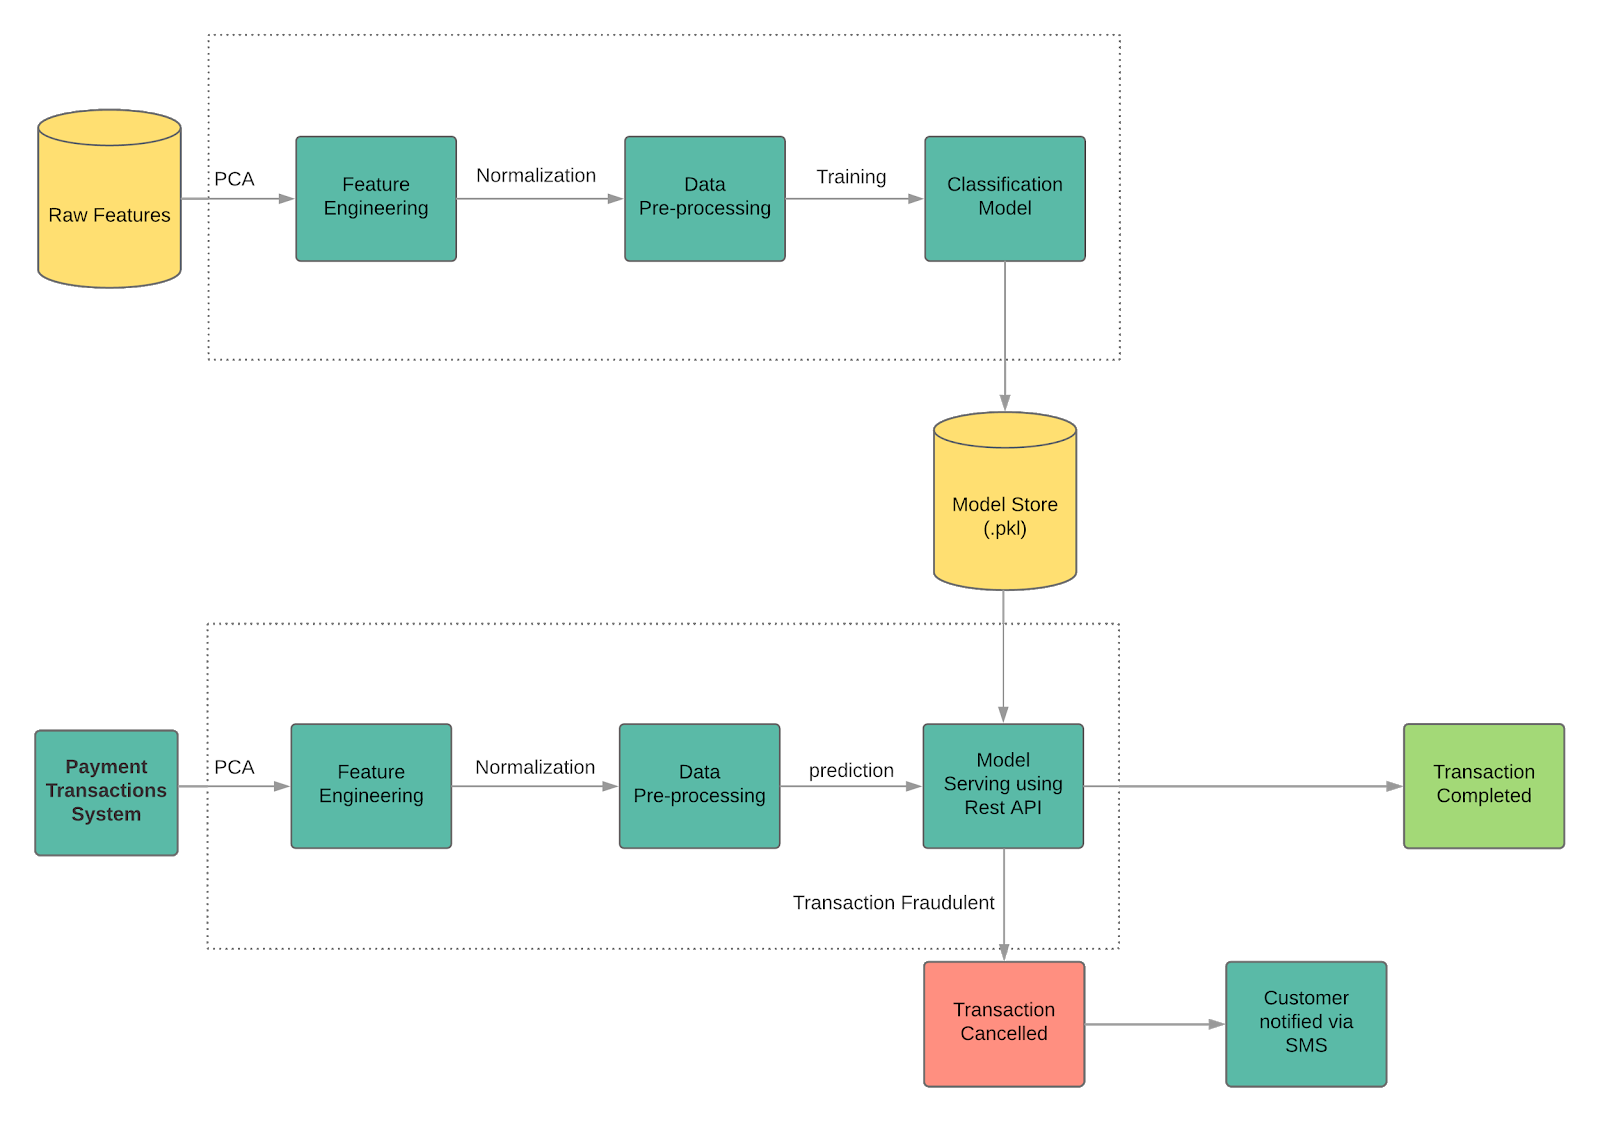 Raw Features
PCA
Feature
Engineering
Normalization
Data
Pre-processing
Training
Classification
Model
Model Store
(.pkl)
Payment
Transactions
System
PCA
Feature
Engineering
Normalization
Data
Pre-processing
prediction
Model
Serving using
Rest API
Transaction
Completed
Transaction Fraudulent
Transaction
Cancelled
Customer
notified via
SMS